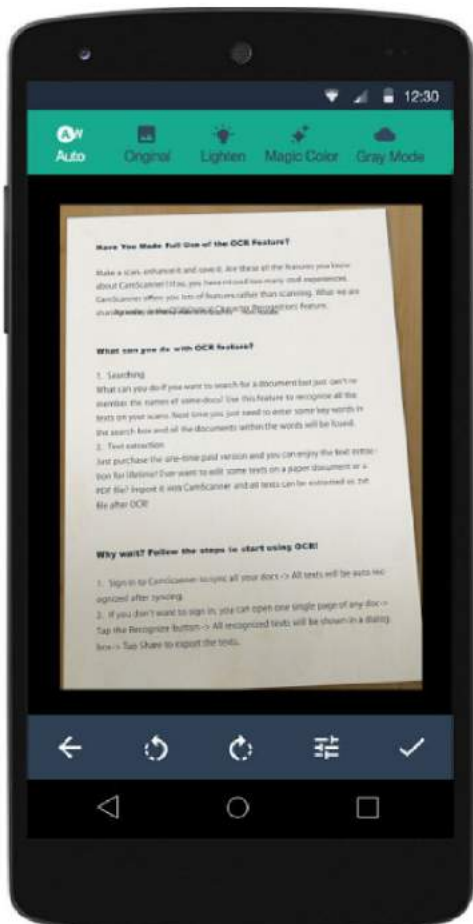 12:30
Auto
Original
Lighten
Magic Color
Gray Mode
Have You Made Full Use of the OCR Feature?
Make a scan, enhance it and save it. Are these all the features you know
about CamScanner? If so, you have missed too many cool experiences.
CamScanner offers you lots of features rather than scanning. What we are
Character Recognition) feature.
What can you do with OCR feature?
1. Searching
What can you do if you want to search for a document but just can't re
member the names of some docs? Use this feature to recognise all the
texts on your scans. Next time you just need to enter some key words in
the search box and all the documents within the words will be found.
2. Text extraction
Just purchase the one-time paid version and you can enjoy the text extrac-
tion for lifetime! Ever want to edit some texts on a paper document or a
PDF file? Import it into CamScanner and all texts can be extracted as .txt
file after OCR!
Why wait? Follow the steps to start using OCR!
1. Sign in to CamScanner to sync all your docs -> All texts will be auto rec-
ognized after syncing.
2. If you don't want to sign in, you can open one single page of any doc->
Tap the Recognize button-> All recognized texts will be shown in a dialog
box-> Tap Share to export the texts.